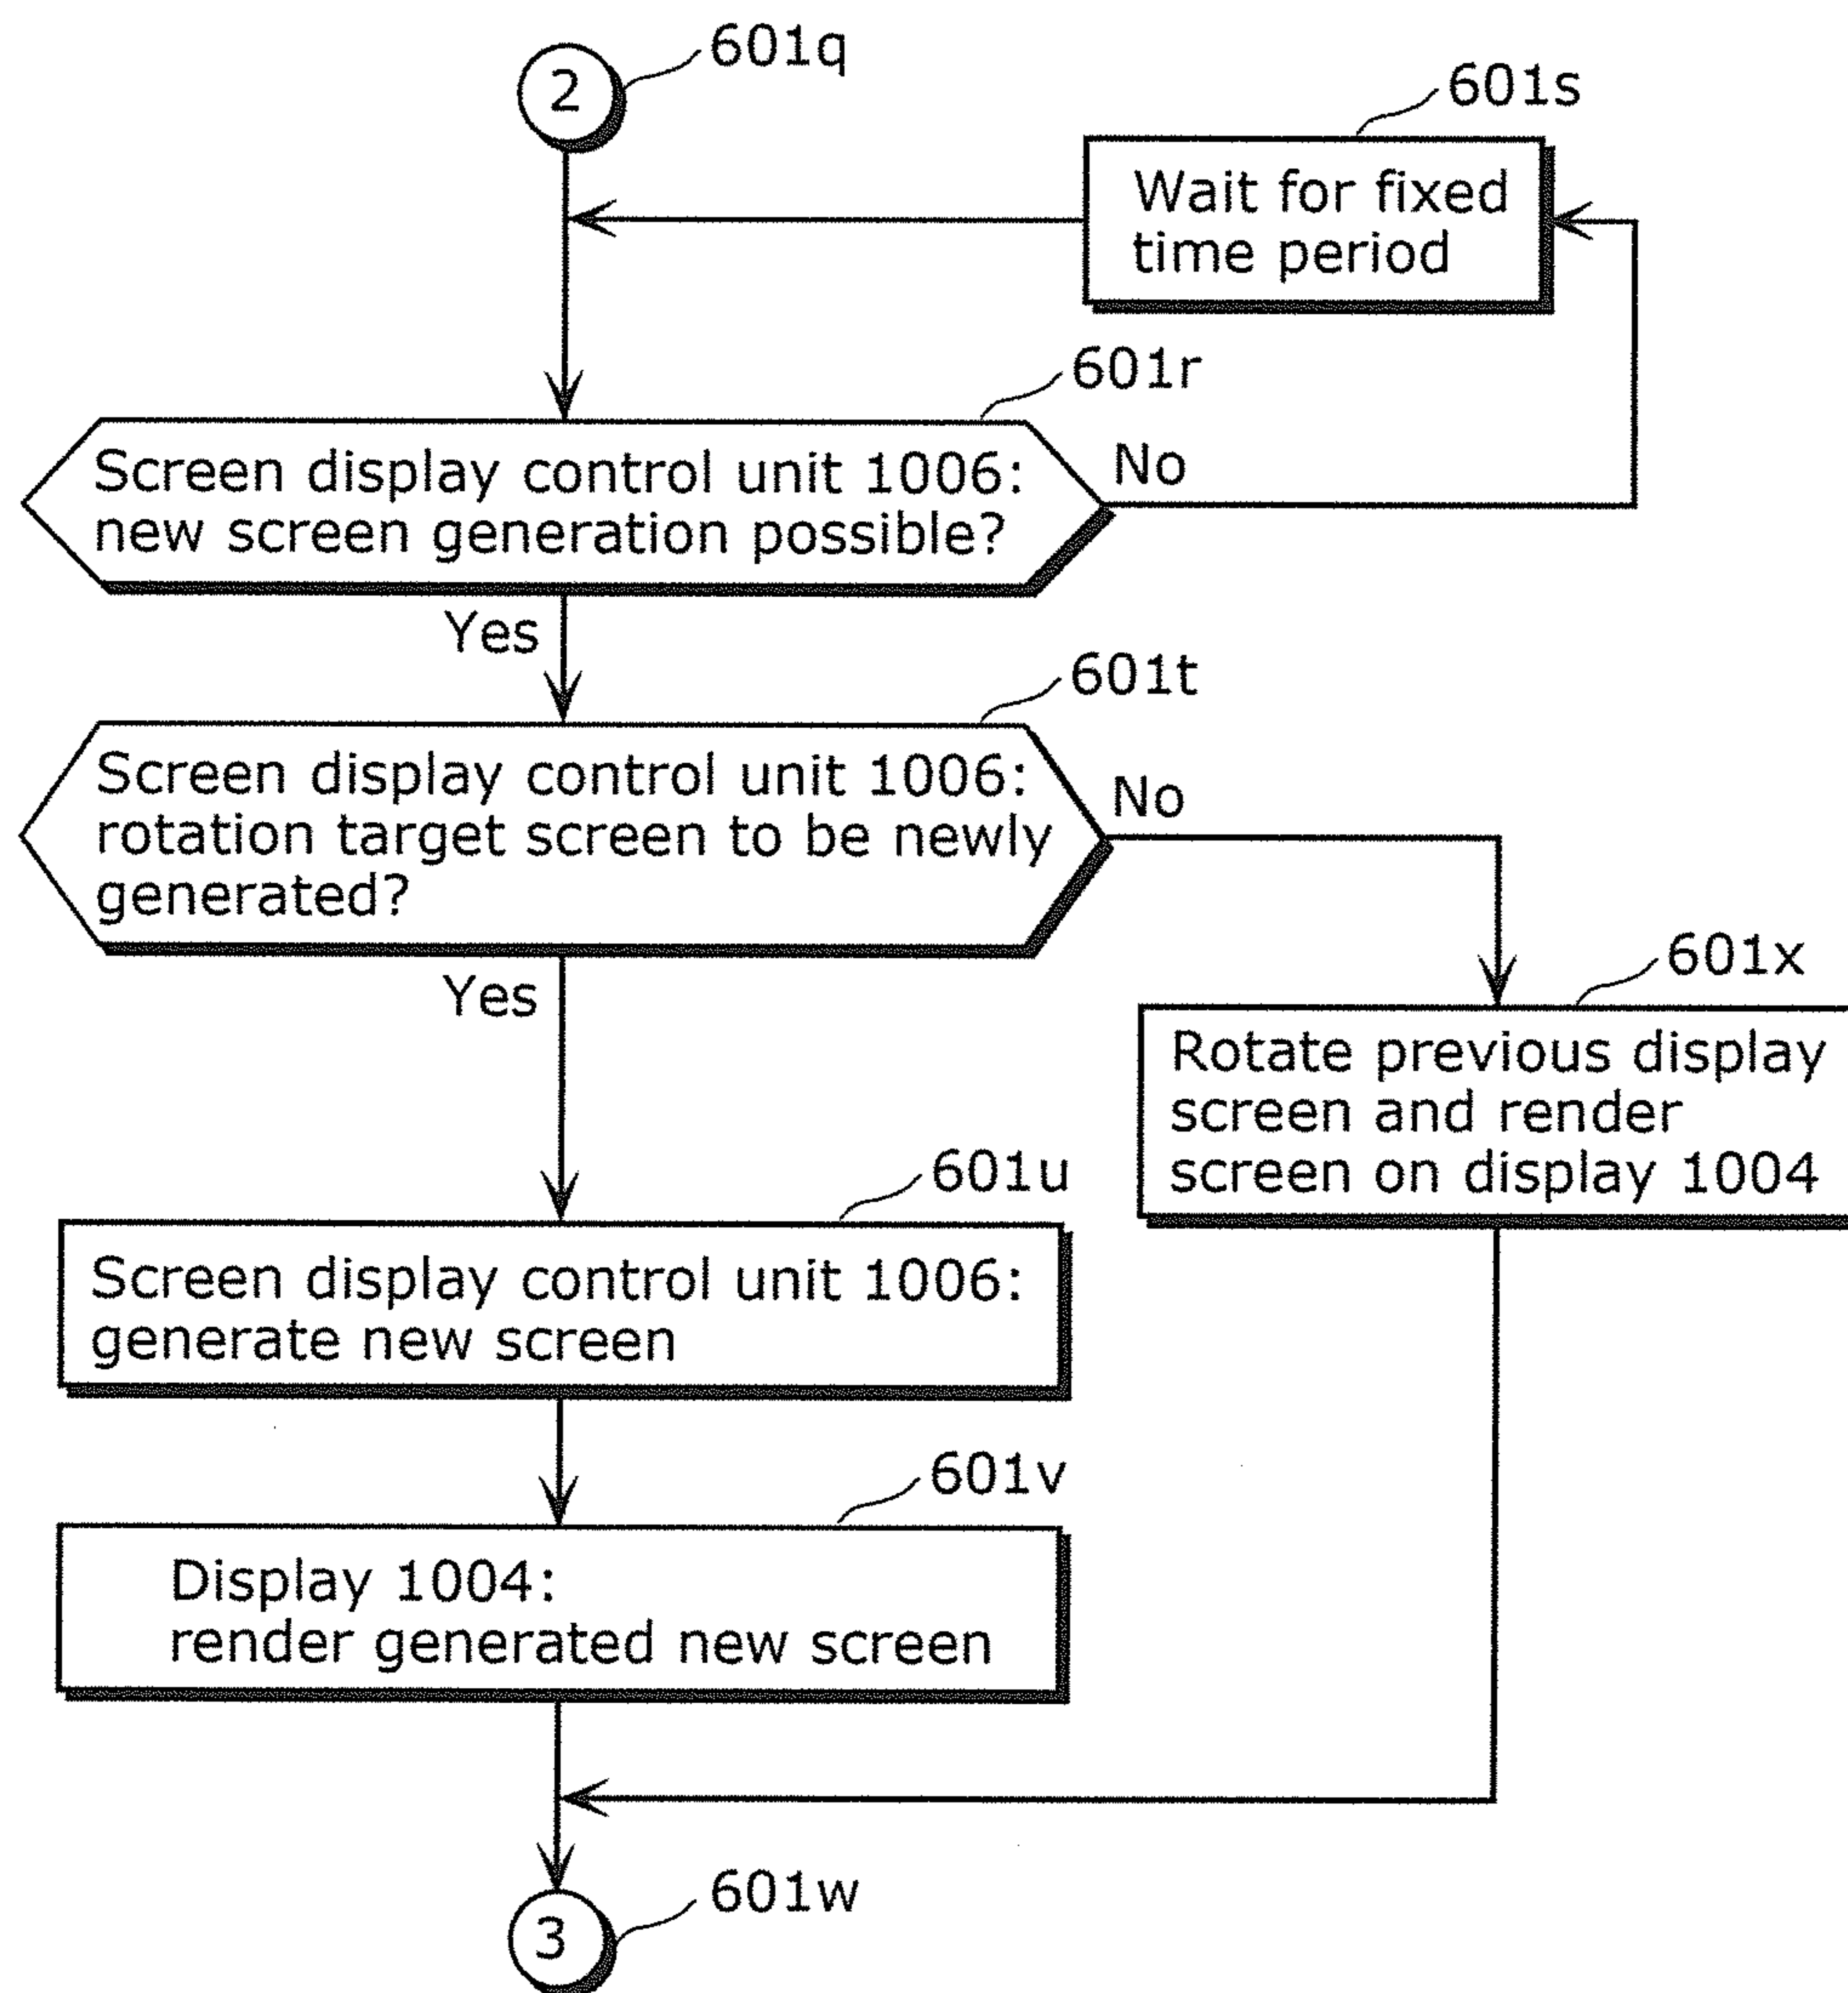 2
601q
601s
Wait for fixed
time period
601r
Screen display control unit 1006:
new screen generation possible?
No
Yes
601t
Screen display control unit 1006:
rotation target screen to be newly
generated?
No
Yes
601x
Rotate previous display
screen and render
screen on display 1004
601u
Screen display control unit 1006:
generate new screen
601v
Display 1004:
render generated new screen
3
601w